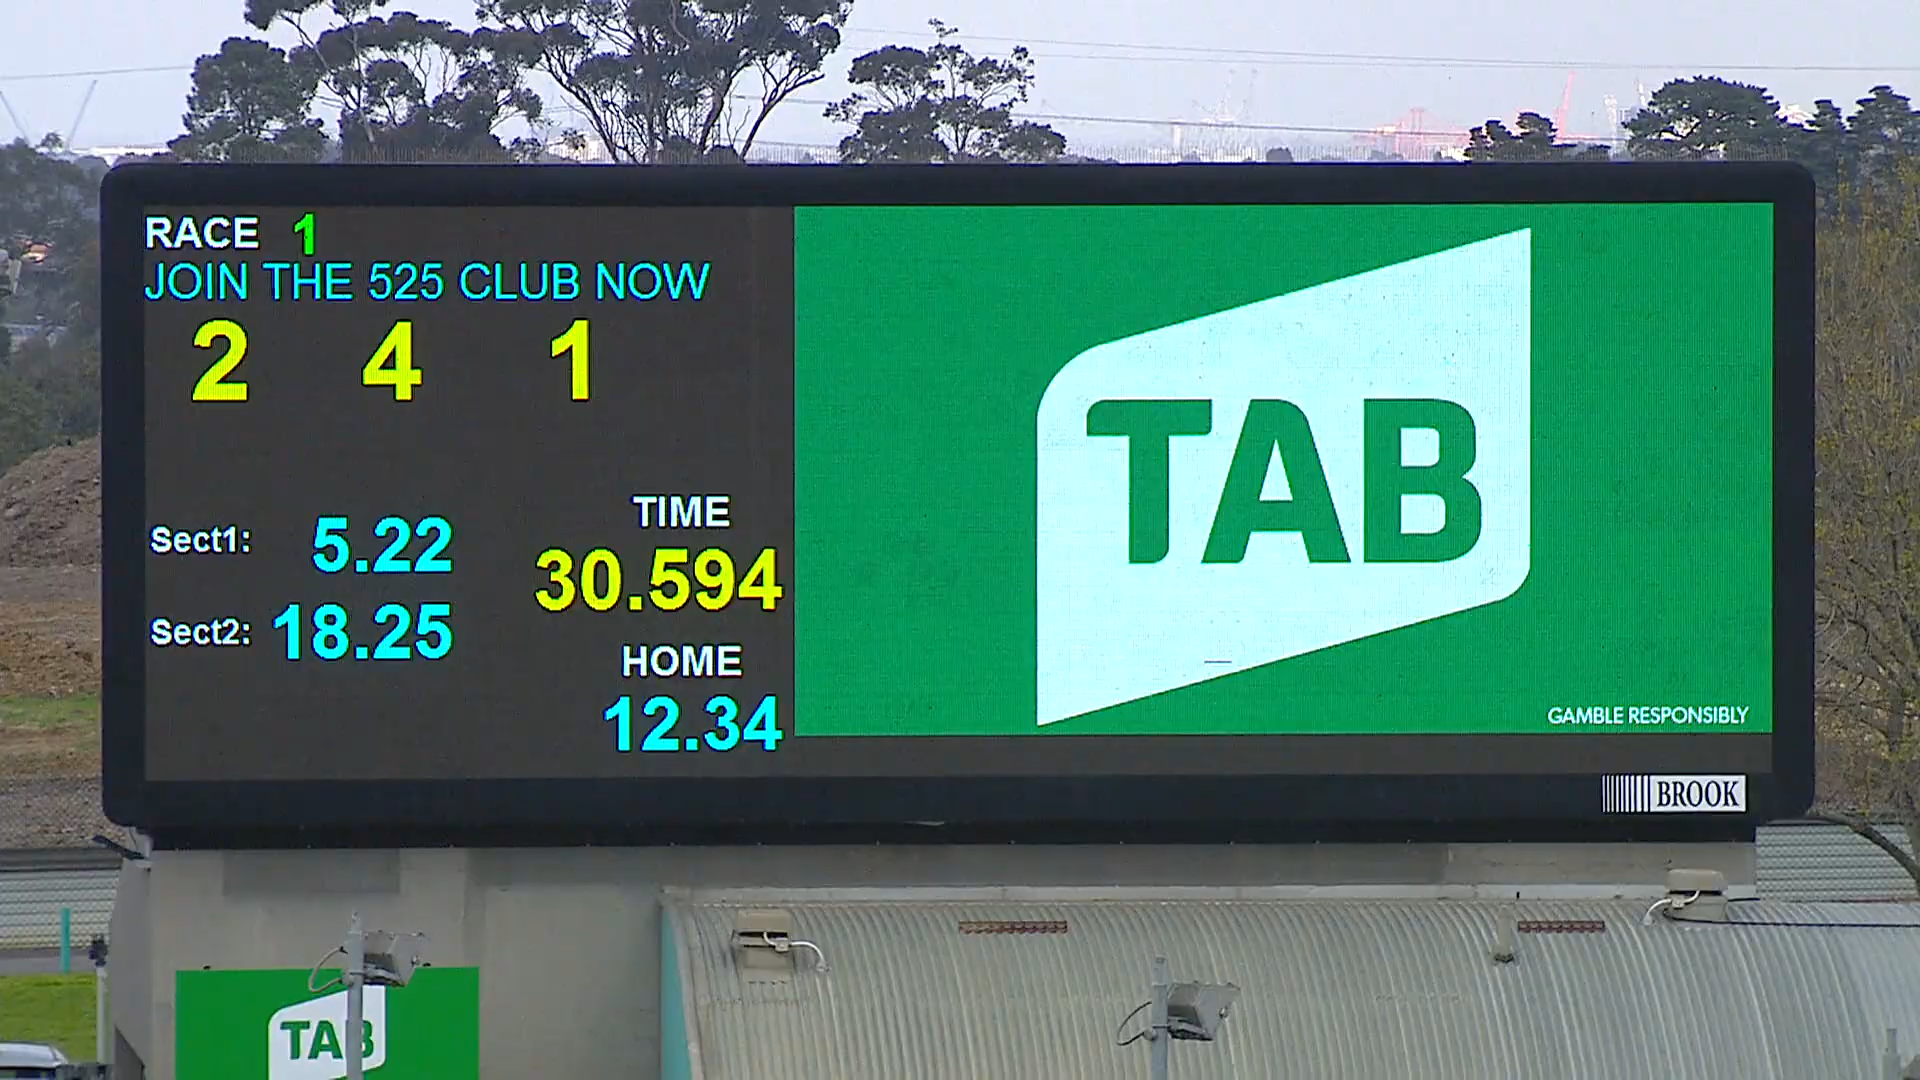 RACE 1
JOIN THE 525 CLUB NOW
2 4 1
Sect1: 5.22
Sect2: 18.25
TIME
30.594
HOME
12.34
TAB
GAMBLE RESPONSIBLY
BROOK
TAB